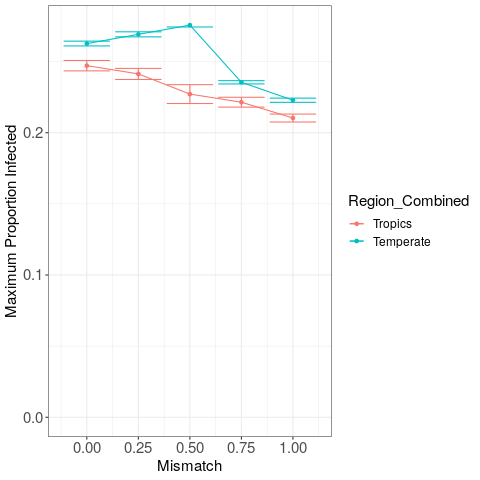 Maximum Proportion Infected
0.2
0.1
0.0
0.00 0.25 0.50 0.75 1.00
Mismatch
Region_Combined
Tropics
Temperate